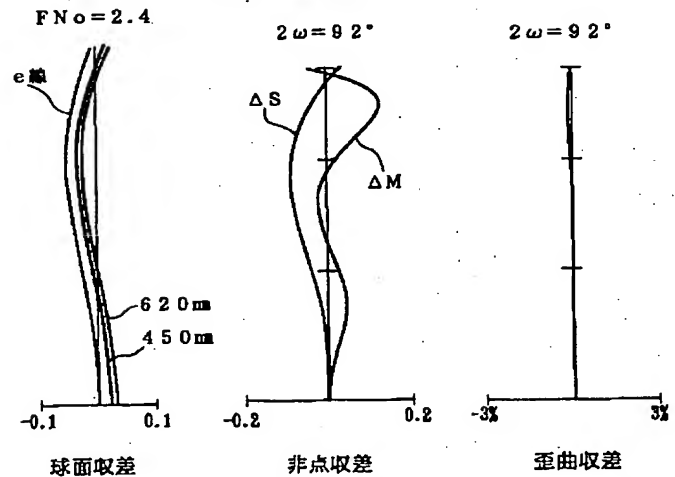 FNo=2.4
e線
620nm
450nm
-0.1 0.1
球面収差
2ω=92°
ΔS
ΔM
-0.2 0.2
非点収差
2ω=92°
-3% 3%
歪曲収差